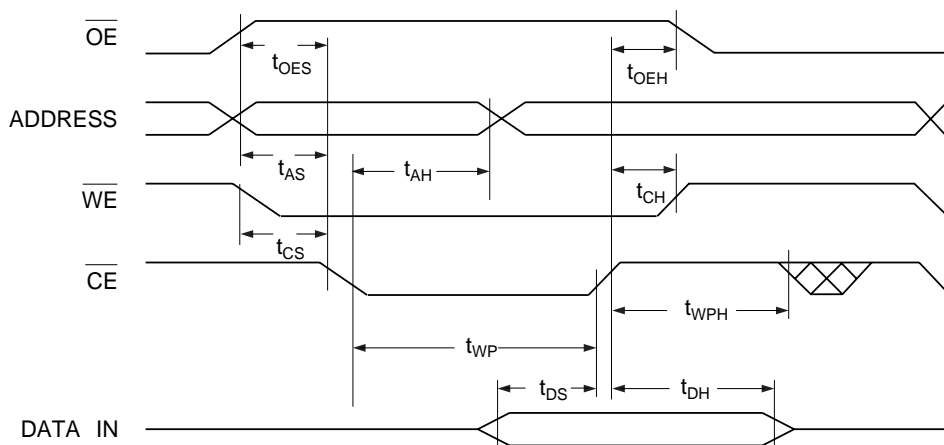 OE
tOES
tOEH
ADDRESS
tAS
tAH
tCH
WE
tCS
CE
tWPH
tWP
tDS
tDH
DATA IN